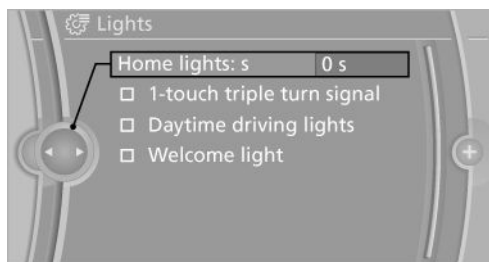 Lights
Home lights: s 0 s
1-touch triple turn signal
Daytime driving lights
Welcome light